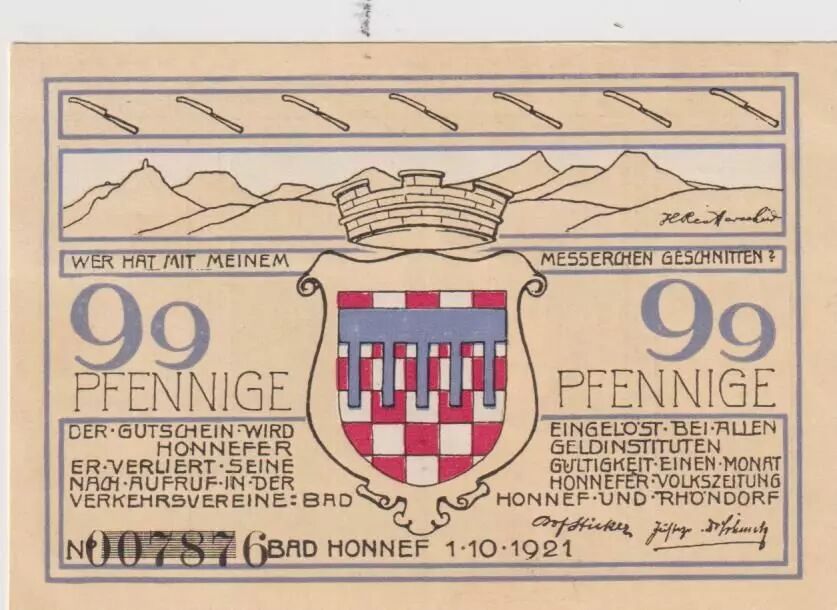 WER HAT MIT MEINEM MESSERCHEN GESCHNITTEN?
99 99
PFENNIGE PFENNIGE
DER·GUTSCHEIN·WIRD EINGELÖST·BEI·ALLEN
HONNEFER GELDINSTITUTEN
ER·VERLIERT·SEINE GÜLTIGKEIT·EINEN·MONAT
NACH·AUFRUF·IN·DER HONNEFER·VOLKSZEITUNG
VERKEHRSVEREINE: BAD HONNEF·UND·RHÖNDORF
No 007876 BAD HONNEF 1·10·1921